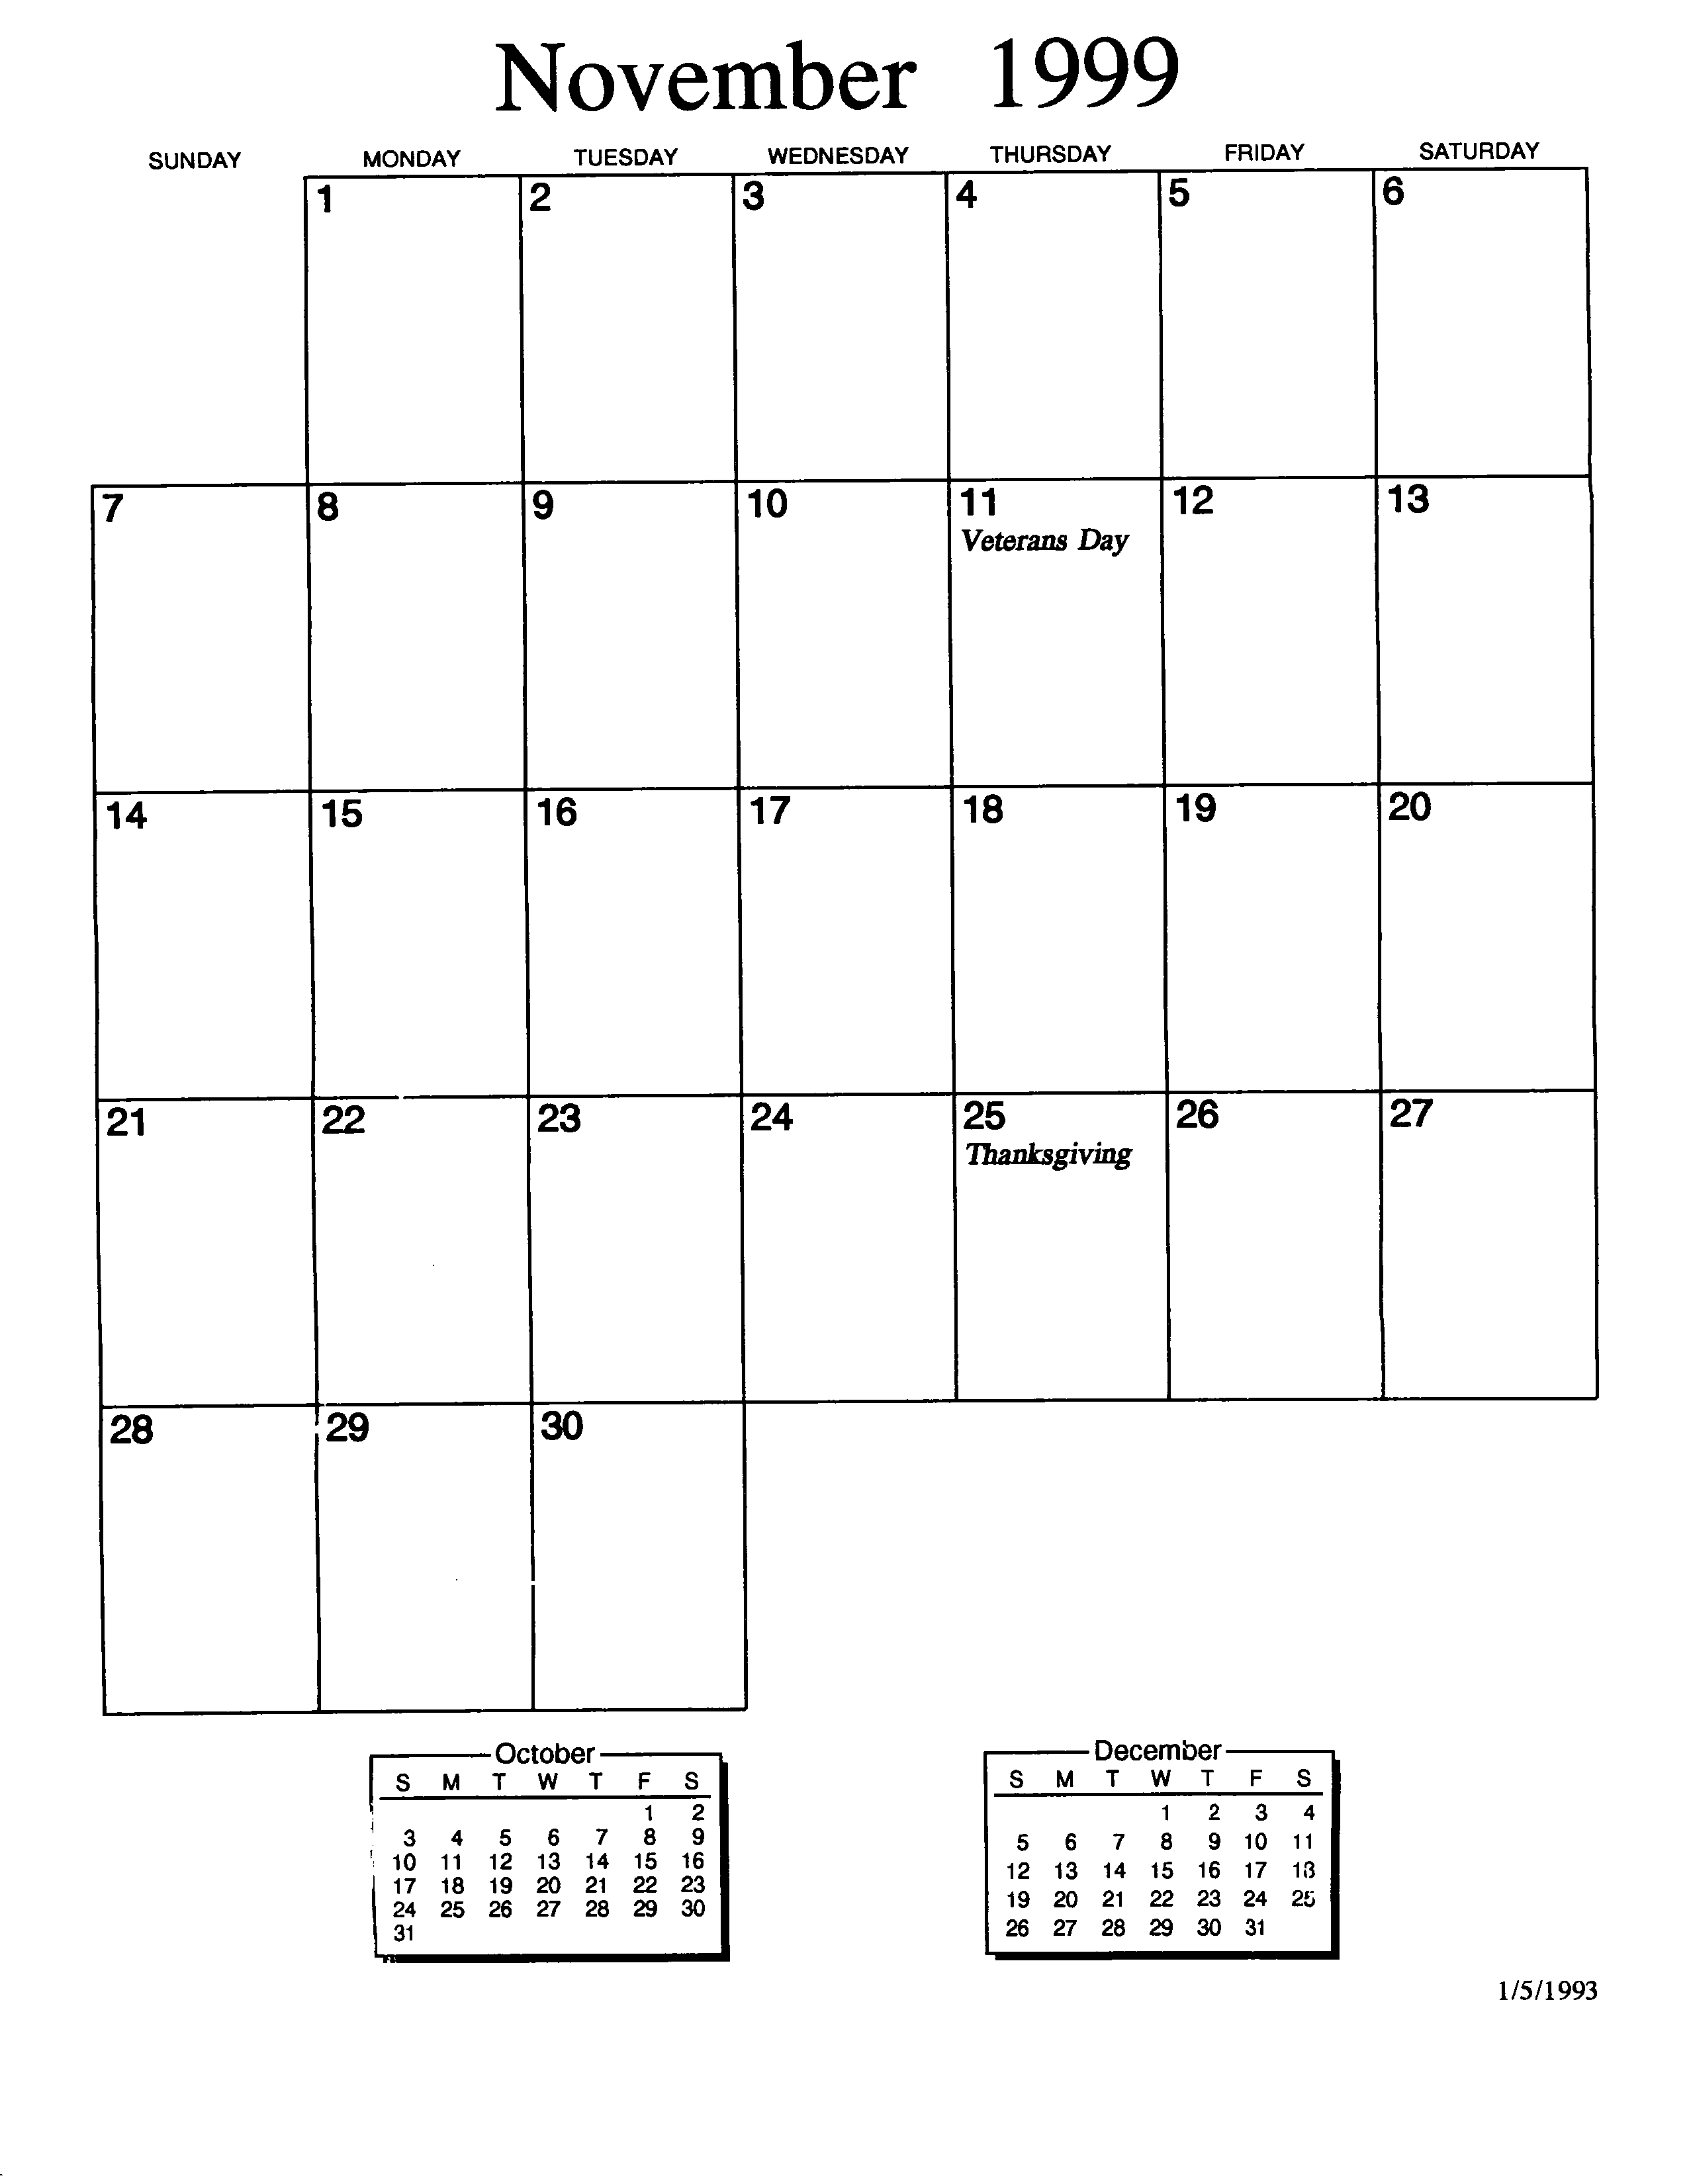 November 1999
SUNDAY MONDAY TUESDAY WEDNESDAY THURSDAY FRIDAY SATURDAY
1 2 3 4 5 6
7 8 9 10 11 12 13
Veterans Day
14 15 16 17 18 19 20
21 22 23 24 25 26 27
Thanksgiving
28 29 30
October
S M T W T F S
1 2
3 4 5 6 7 8 9
10 11 12 13 14 15 16
17 18 19 20 21 22 23
24 25 26 27 28 29 30
31
December
S M T W T F S
1 2 3 4
5 6 7 8 9 10 11
12 13 14 15 16 17 18
19 20 21 22 23 24 25
26 27 28 29 30 31
1/5/1993